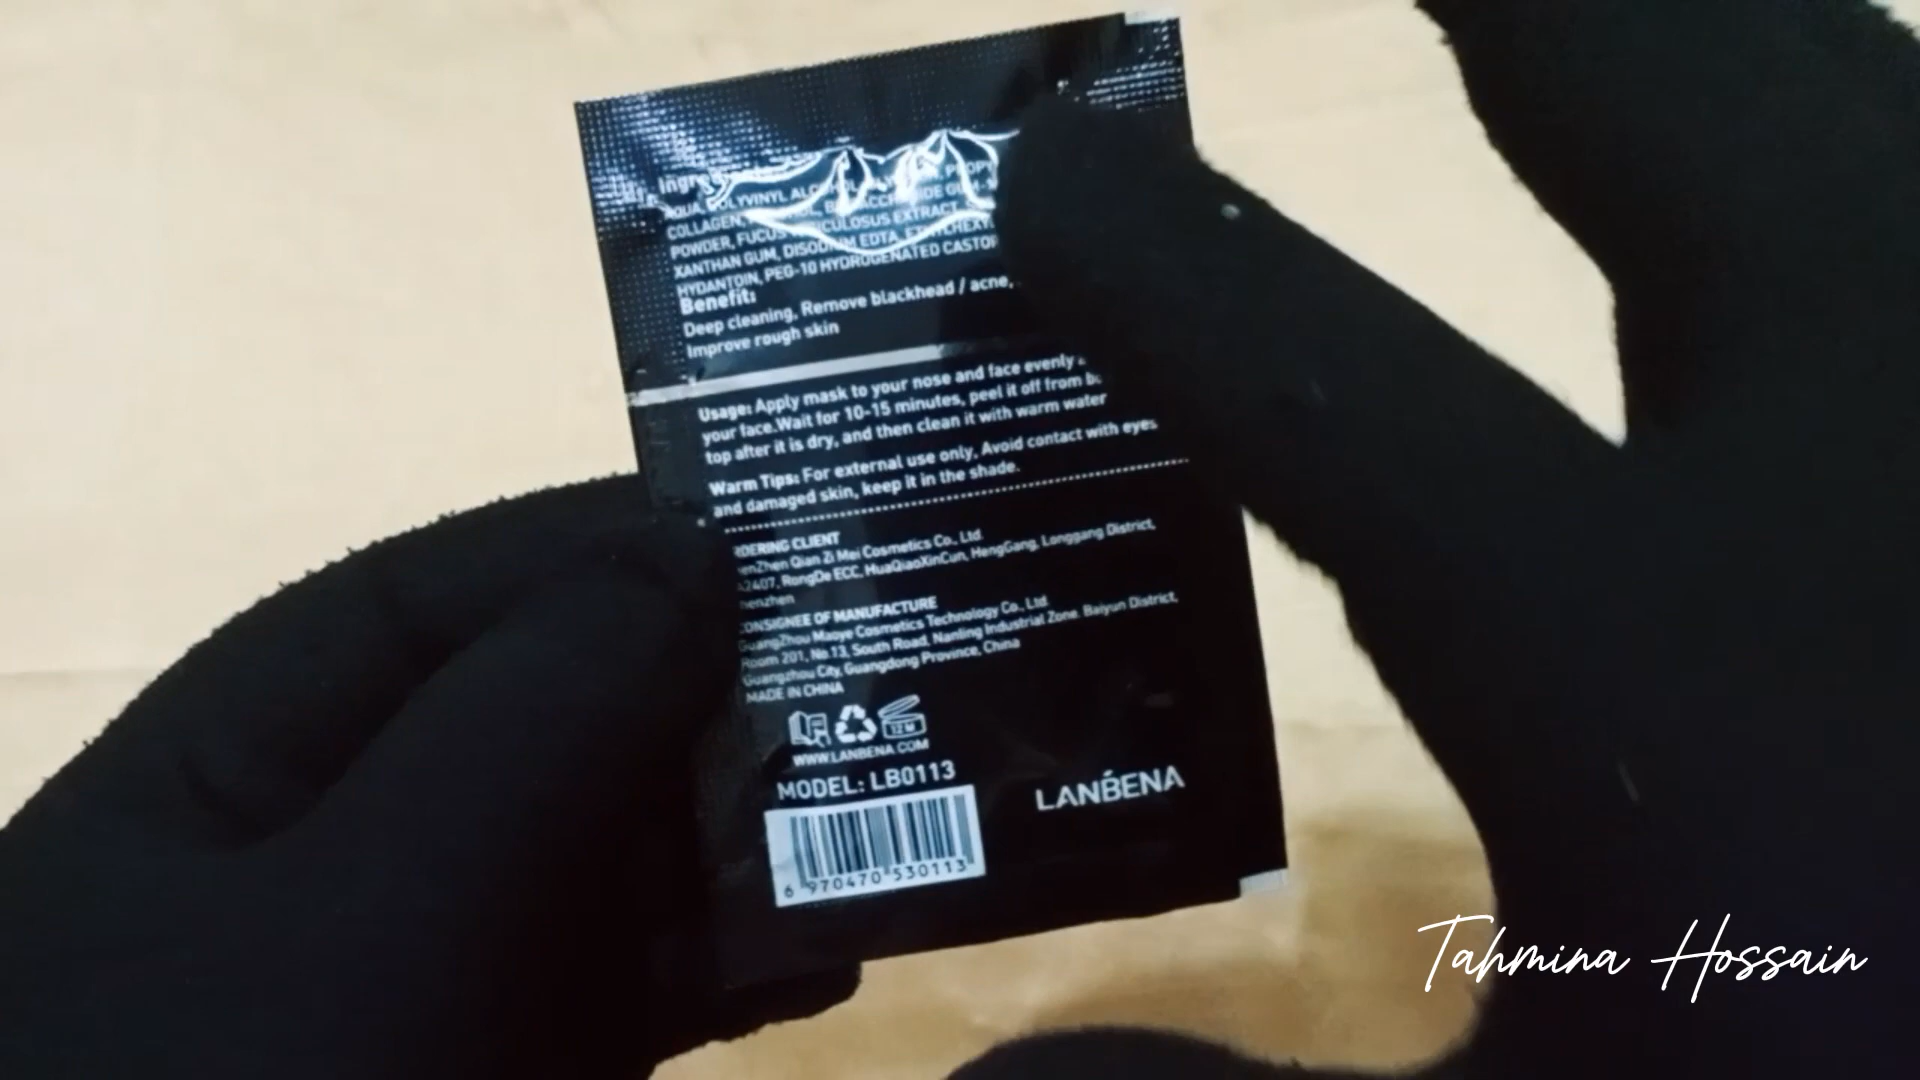 AQUA, POLYVINYL ALCOHOL,
COLLAGEN,
POWDER, FUCUS EXTRACT,
XANTHAN GUM, DISODIUM EDTA,
HYDANTOIN, PEG-10 HYDROGENATED CASTOR
Benefit:
Deep cleaning, Remove blackhead / acne,
Improve rough skin
Usage: Apply mask to your nose and face evenly
your face.Wait for 10-15 minutes, peel it off from
top after it is dry, and then clean it with warm water
Warm Tips: For external use only, Avoid contact with eyes
and damaged skin, keep it in the shade.
RDERING CLIENT
enZhen Qian Zi Mei Cosmetics Co., Ltd.
2407, RongDe ECC, HuaQiaoXinCun, HengGang, Longgang District,
henzhen
CONSIGNEE OF MANUFACTURE
GuangZhou Maoye Cosmetics Technology Co., Ltd.
Room 201, No 13, South Road, Nanling Industrial Zone. Baiyun District,
Guangzhou City, Guangdong Province, China
MADE IN CHINA
12 M
WWW.LANBENA.COM
MODEL: LB0113
LANBENA
6 970470 530113
Tahmina Hossain